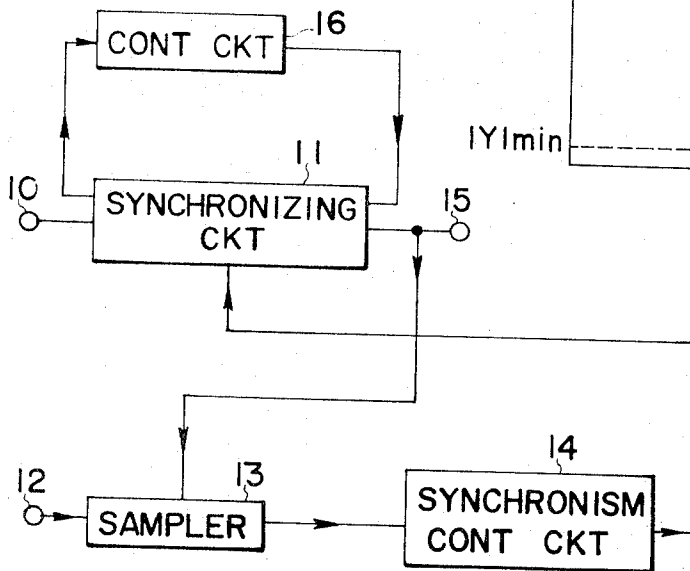 16
CONT CKT
|Y|min
11
10
SYNCHRONIZING
CKT
15
14
12
13
SAMPLER
SYNCHRONISM
CONT CKT